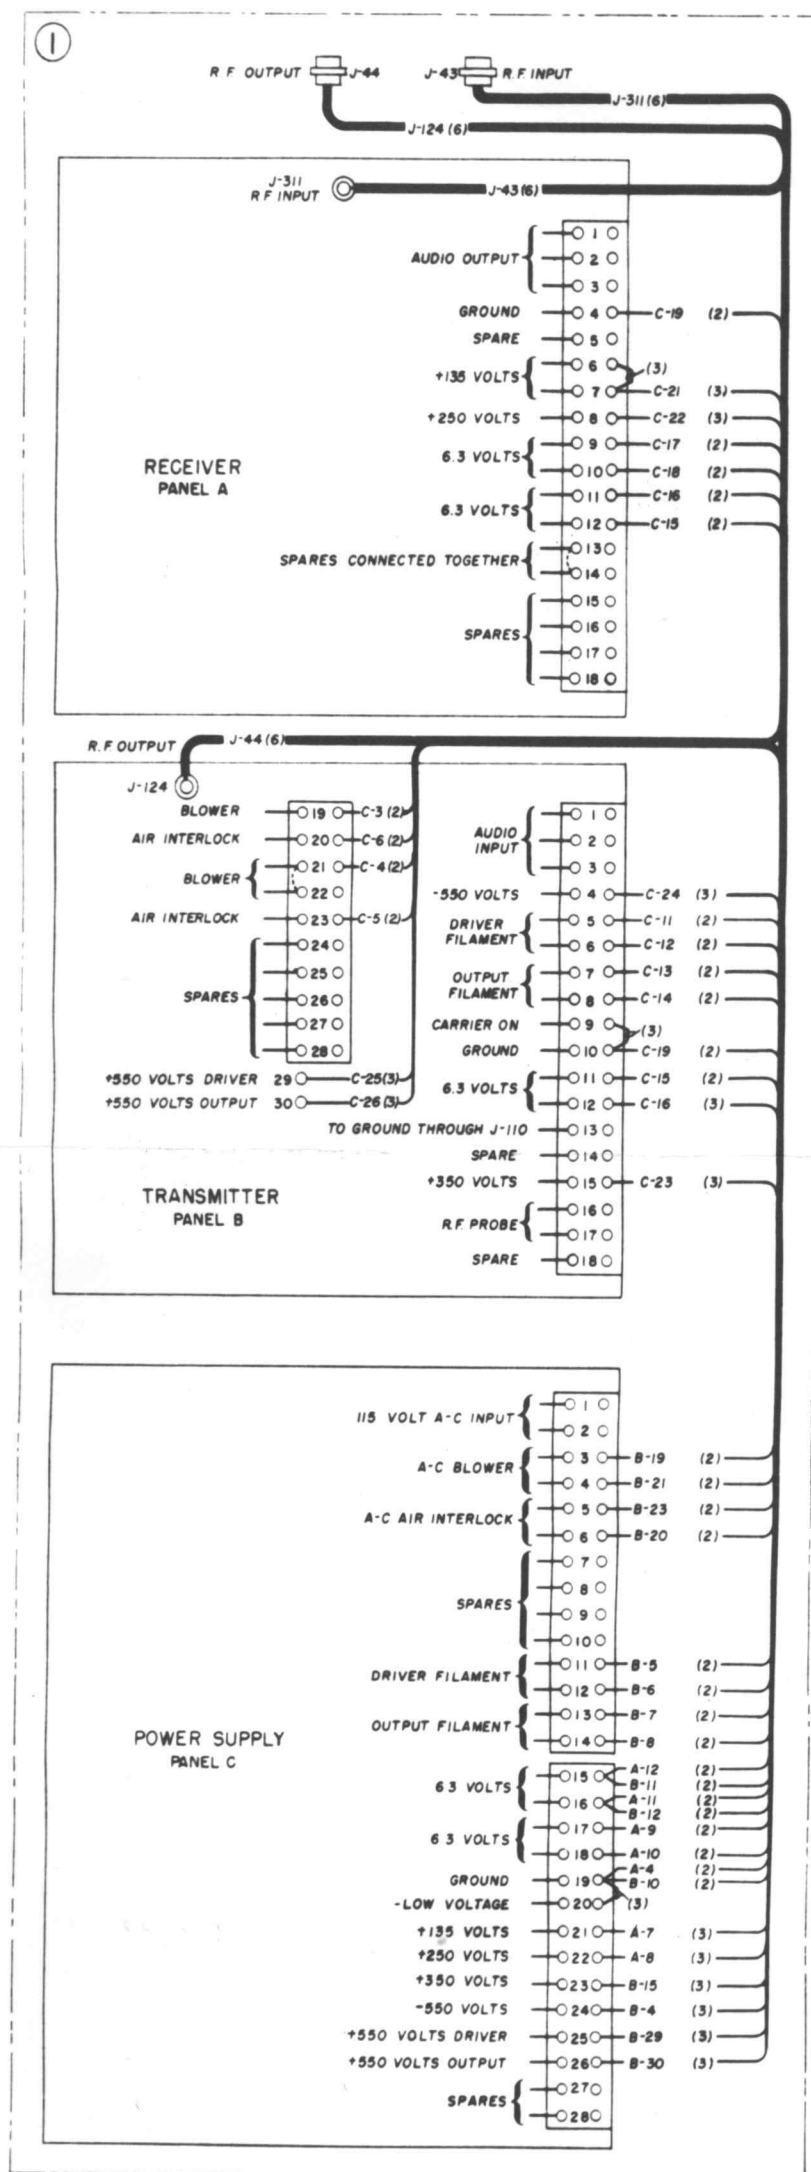 1
R.F. OUTPUT J-44 J-43 R.F. INPUT
J-311(6)
J-124(6)
J-311
R F INPUT
J-43(6)
AUDIO OUTPUT
1
2
3
GROUND 4 C-19 (2)
SPARE 5
+135 VOLTS
6 (3)
7 C-21 (3)
+250 VOLTS 8 C-22 (3)
6.3 VOLTS
9 C-17 (2)
10 C-18 (2)
RECEIVER
PANEL A
6.3 VOLTS
11 C-16 (2)
12 C-15 (2)
SPARES CONNECTED TOGETHER
13
14
SPARES
15
16
17
18
R.F. OUTPUT J-44(6)
J-124
BLOWER 19 C-3(2)
AIR INTERLOCK 20 C-6(2)
BLOWER
21 C-4(2)
22
AIR INTERLOCK 23 C-5(2)
SPARES
24
25
26
27
28
+550 VOLTS DRIVER 29 C-25(3)
+550 VOLTS OUTPUT 30 C-26(3)
AUDIO
INPUT
1
2
3
-550 VOLTS 4 C-24 (3)
DRIVER
FILAMENT
5 C-11 (2)
6 C-12 (2)
OUTPUT
FILAMENT
7 C-13 (2)
8 C-14 (2)
CARRIER ON 9 (3)
GROUND 10 C-19 (2)
6.3 VOLTS
11 C-15 (2)
12 C-16 (3)
TO GROUND THROUGH J-110 13
SPARE 14
+350 VOLTS 15 C-23 (3)
TRANSMITTER
PANEL B
R.F. PROBE
16
17
SPARE 18
115 VOLT A-C INPUT
1
2
A-C BLOWER
3 B-19 (2)
4 B-21 (2)
A-C AIR INTERLOCK
5 B-23 (2)
6 B-20 (2)
SPARES
7
8
9
10
DRIVER FILAMENT
11 B-5 (2)
12 B-6 (2)
OUTPUT FILAMENT
13 B-7 (2)
14 B-8 (2)
POWER SUPPLY
PANEL C
6 3 VOLTS
15 A-12 (2)
B-11 (2)
16 A-11 (2)
B-12 (2)
6 3 VOLTS
17 A-9 (2)
18 A-10 (2)
GROUND 19 A-4 (2)
B-10 (2)
-LOW VOLTAGE 20 (3)
+135 VOLTS 21 A-7 (3)
+250 VOLTS 22 A-8 (3)
+350 VOLTS 23 B-15 (3)
-550 VOLTS 24 B-4 (3)
+550 VOLTS DRIVER 25 B-29 (3)
+550 VOLTS OUTPUT 26 B-30 (3)
SPARES
27
28